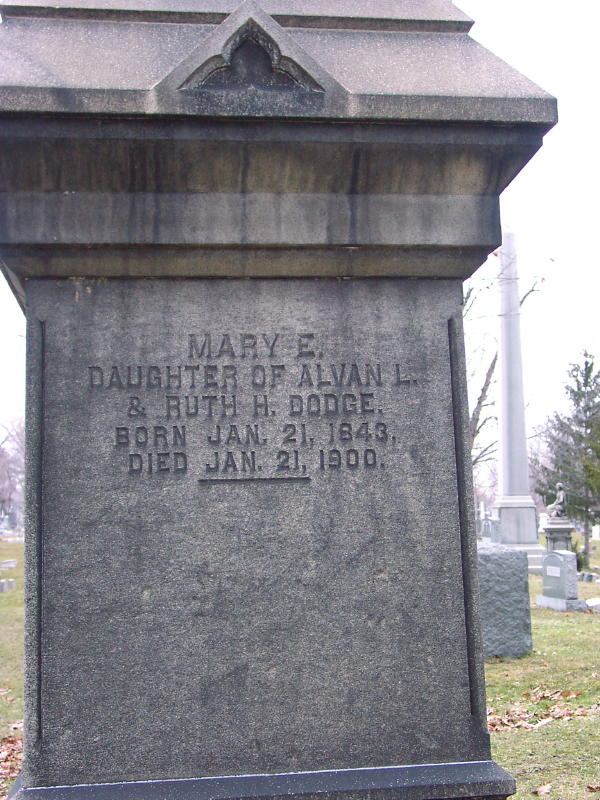 MARY E.
DAUGHTER OF ALVAN L.
& RUTH H. DODGE.
BORN JAN. 21, 1843,
DIED JAN. 21, 1900.